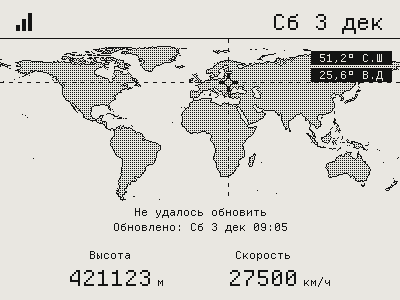 Сб 3 дек
51,2° С.Ш
25,6° В.Д
Не удалось обновить
Обновлено: Сб 3 дек 09:05
Высота Скорость
421123 м 27500 км/ч